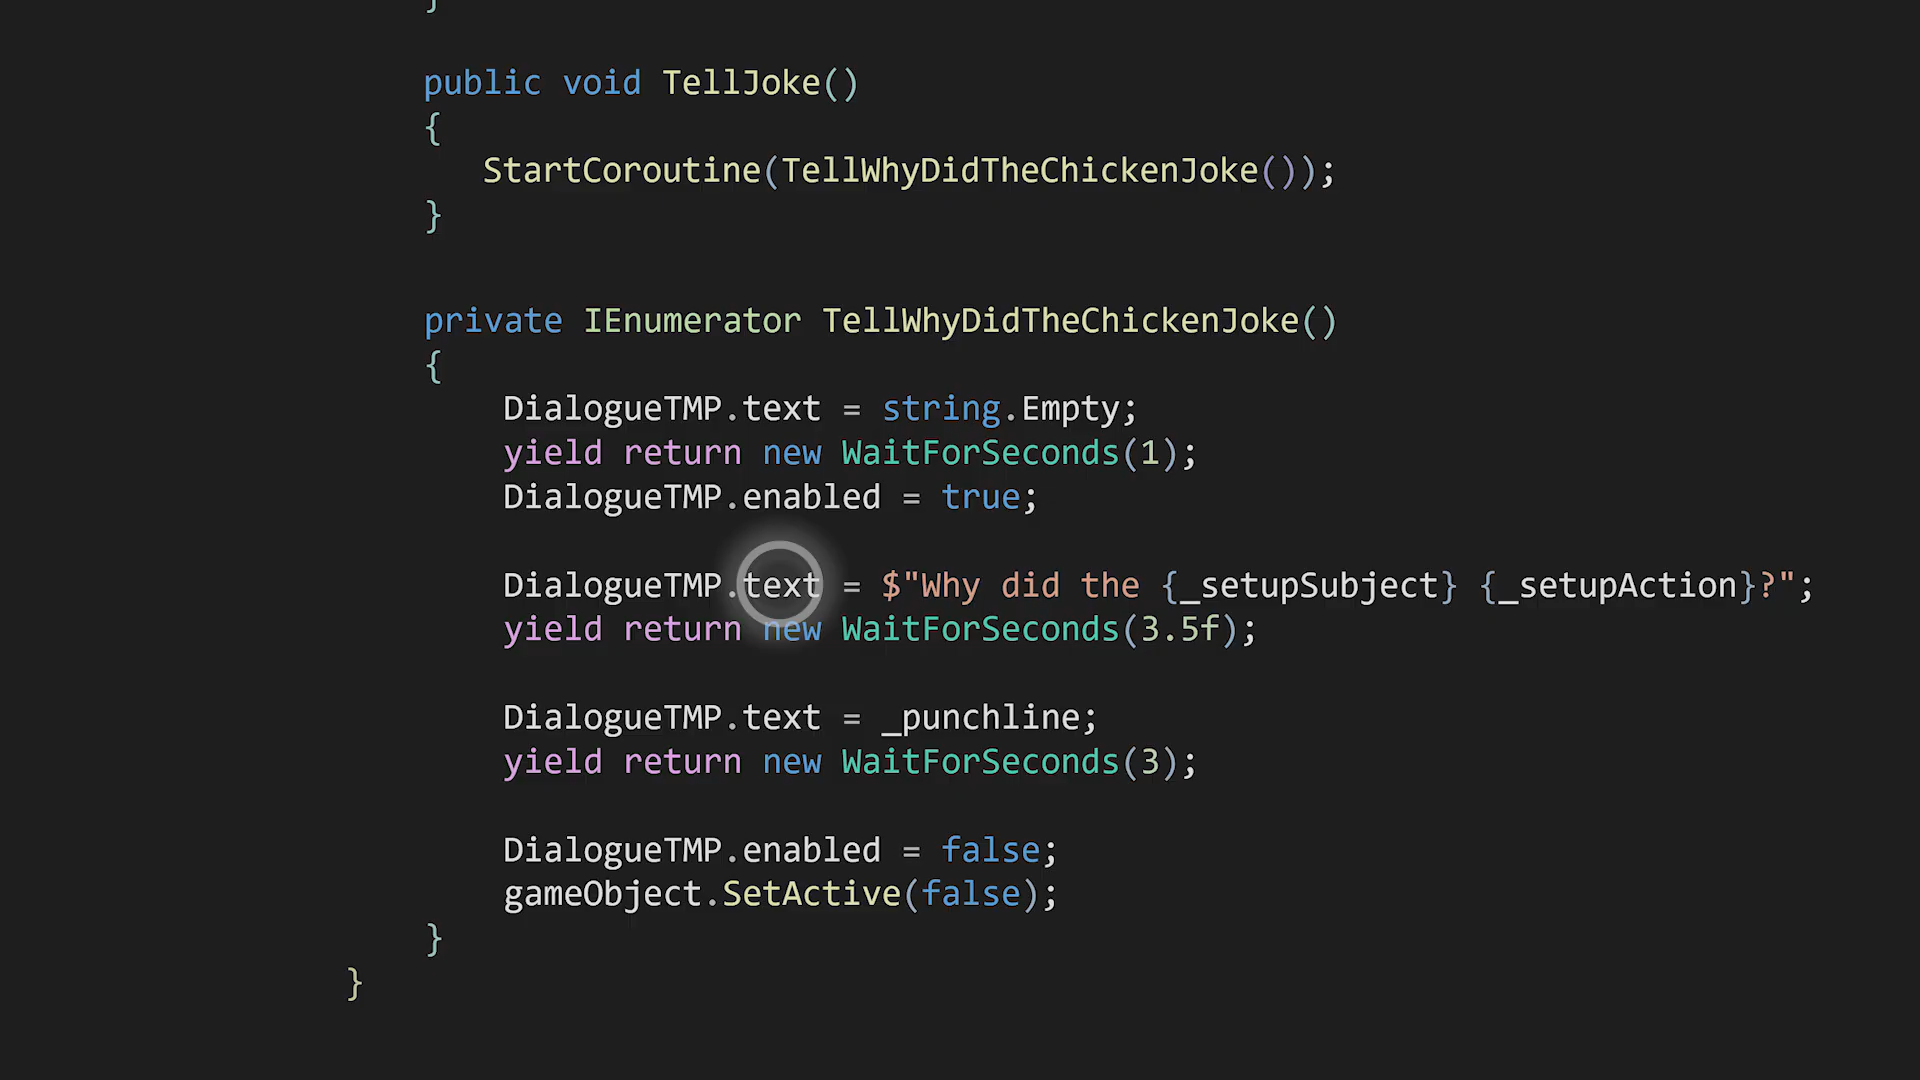 }
public void TellJoke()
{
StartCoroutine(TellWhyDidTheChickenJoke());
}
private IEnumerator TellWhyDidTheChickenJoke()
{
DialogueTMP.text = string.Empty;
yield return new WaitForSeconds(1);
DialogueTMP.enabled = true;
DialogueTMP.text = $"Why did the {_setupSubject} {_setupAction}?";
yield return new WaitForSeconds(3.5f);
DialogueTMP.text = _punchline;
yield return new WaitForSeconds(3);
DialogueTMP.enabled = false;
gameObject.SetActive(false);
}
}